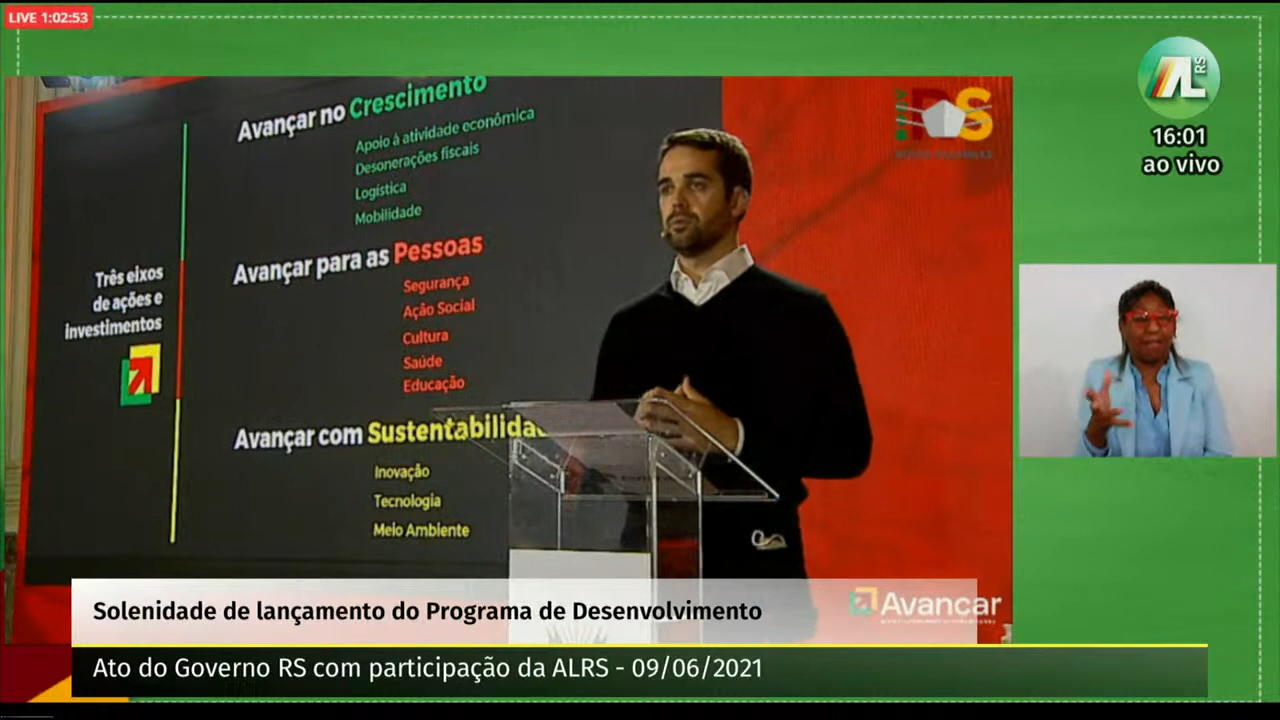 LIVE 1:02:53
AL RS
16:01
ao vivo
RS
Avançar no Crescimento
Apoio à atividade econômica
Desonerações fiscais
Logística
Mobilidade
Três eixos
de ações e
investimentos
Avançar para as Pessoas
Segurança
Ação Social
Cultura
Saúde
Educação
Avançar com
Inovação
Tecnologia
Meio Ambiente
Avançar
Solenidade de lançamento do Programa de Desenvolvimento
Ato do Governo RS com participação da ALRS - 09/06/2021